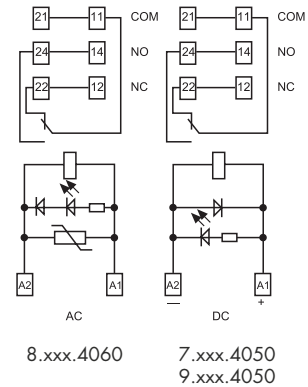 21 11 COM 21 11 COM
24 14 NO 24 14 NO
22 12 NC 22 12 NC
A2 A1 A2 A1
— +
AC DC
8.xxx.4060 7.xxx.4050
9.xxx.4050